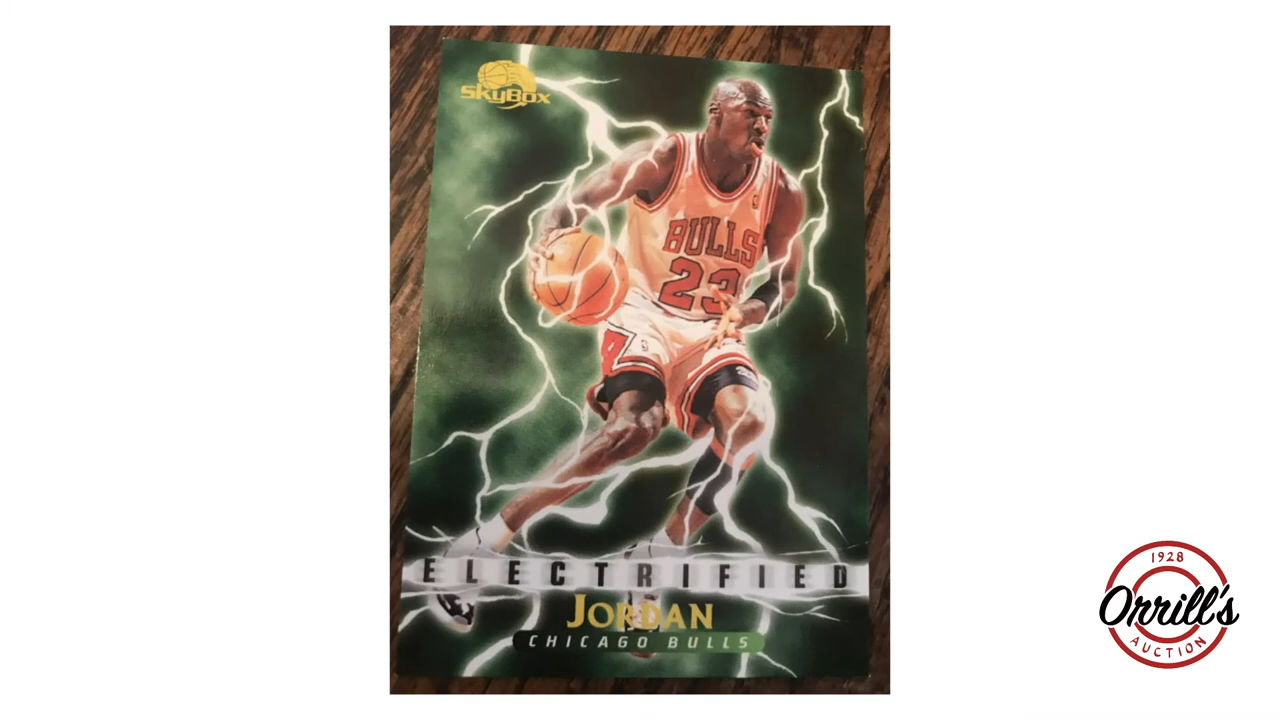 SkyBox
BULLS
23
ELECTRIFIED
JORDAN
CHICAGO BULLS
1928
Orrill's
AUCTION